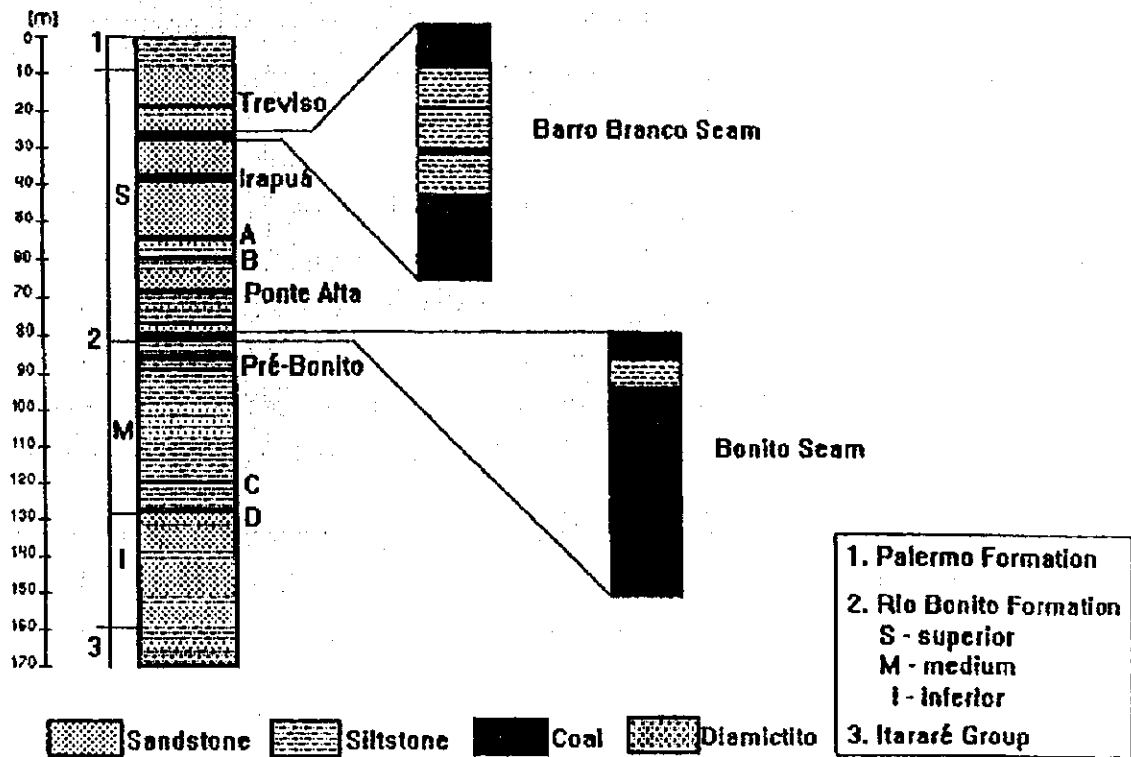 [m]
0
10
20
30
40
50
60
70
80
90
100
110
120
130
140
150
160
170
1
S
2
M
I
3
Treviso
Irapuá
A
B
Ponte Alta
Pré-Bonito
C
D
Barro Branco Seam
Bonito Seam
1. Palermo Formation
2. Rio Bonito Formation
S - superior
M - medium
I - inferior
3. Itararé Group
Sandstone
Siltstone
Coal
Diamictito